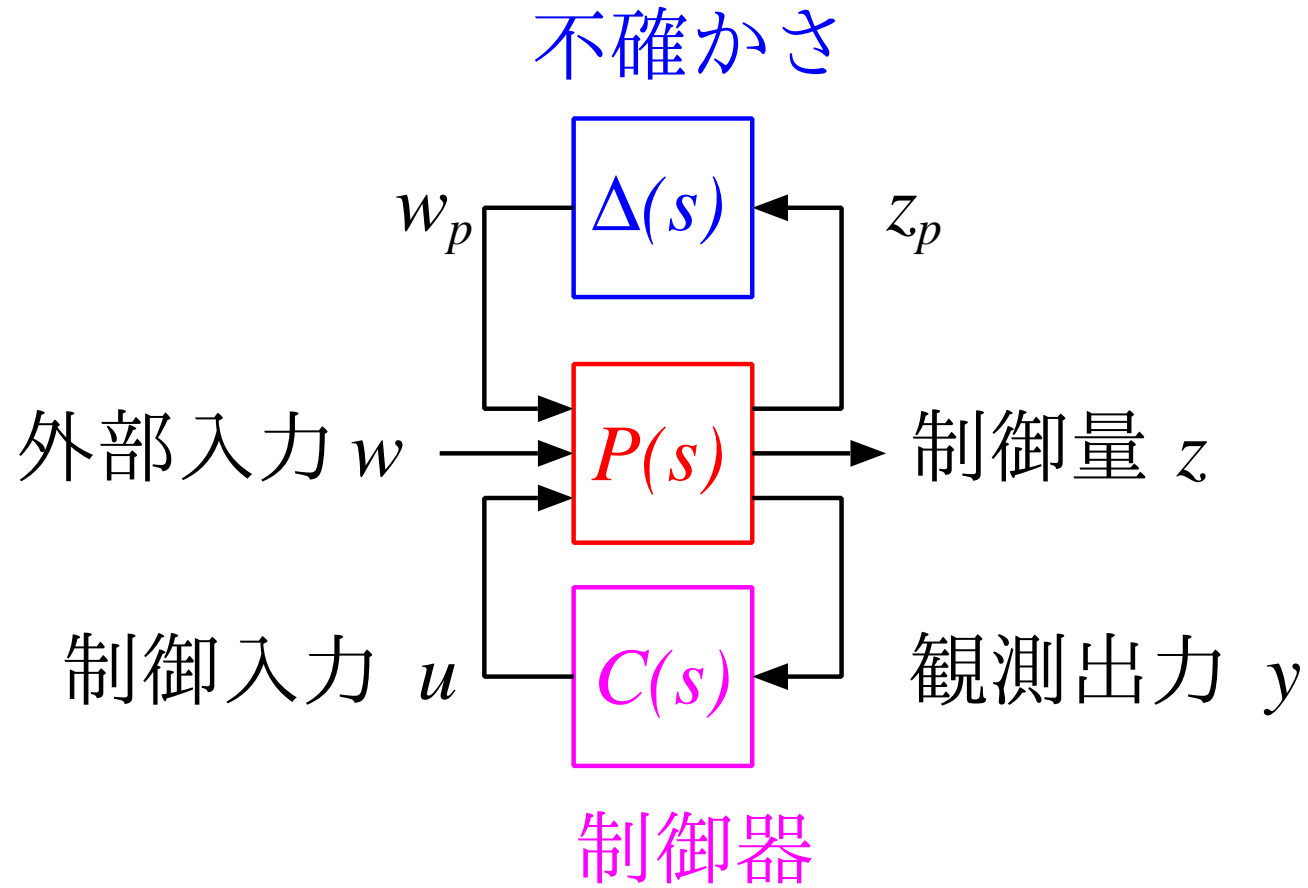 不確かさ
Δ(s)
w_p
z_p
外部入力 w
P(s)
制御量 z
制御入力 u
C(s)
観測出力 y
制御器